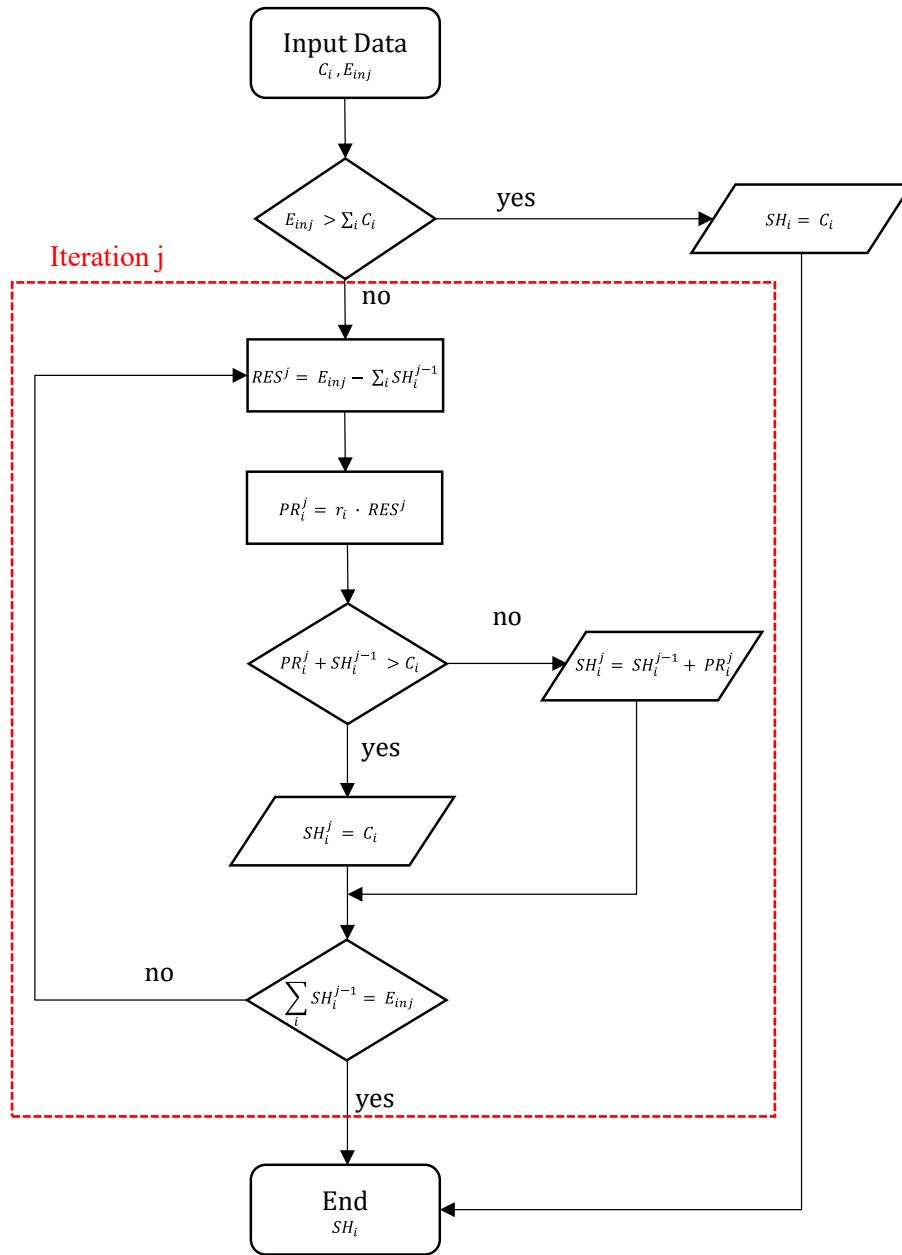 Input Data
C_i, E_inj
E_inj > ∑_i C_i
yes
SH_i = C_i
Iteration j
no
RES^j = E_inj − ∑_i SH_i^{j−1}
PR_i^j = r_i · RES^j
no
PR_i^j + SH_i^{j−1} > C_i
SH_i^j = SH_i^{j−1} + PR_i^j
yes
SH_i^j = C_i
no
∑_i SH_i^{j−1} = E_inj
yes
End
SH_i